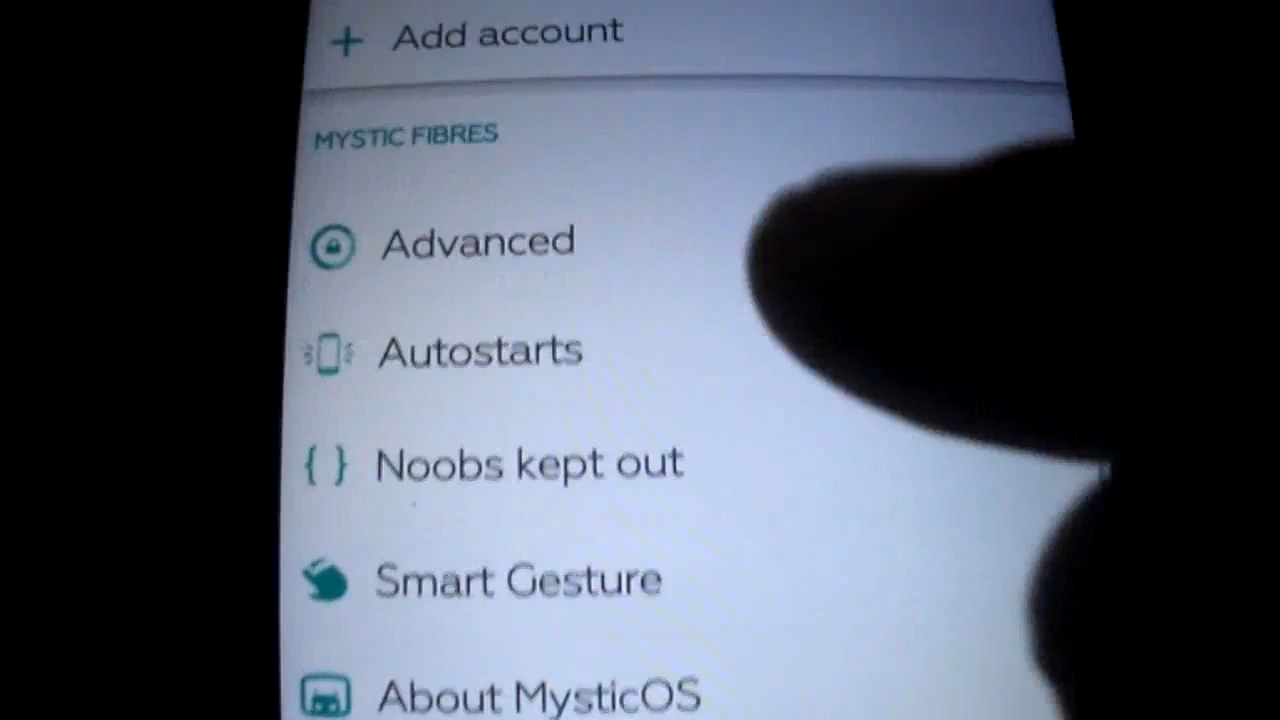 + Add account
MYSTIC FIBRES
Advanced
Autostarts
{ } Noobs kept out
Smart Gesture
About MysticOS